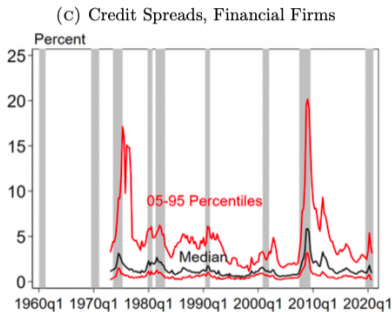 (c) Credit Spreads, Financial Firms
Percent
25
20
15
10
5
0
05-95 Percentiles
Median
1960q1 1970q1 1980q1 1990q1 2000q1 2010q1 2020q1